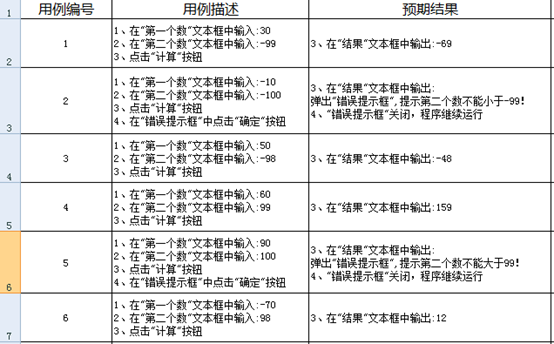 1 用例编号 用例描述 预期结果
1、在“第一个数”文本框中输入:30
2 1 2、在“第二个数”文本框中输入:-99 3、在“结果”文本框中输出:-69
3、点击“计算”按钮
1、在“第一个数”文本框中输入:-10 3、在“结果”文本框中输出:
3 2 2、在“第二个数”文本框中输入:-100 弹出“错误提示框”,提示第二个数不能小于-99!
3、点击“计算”按钮 4、“错误提示框”关闭，程序继续运行
4、在“错误提示框”中点击“确定”按钮
1、在“第一个数”文本框中输入:50
4 3 2、在“第二个数”文本框中输入:-98 3、在“结果”文本框中输出:-48
3、点击“计算”按钮
1、在“第一个数”文本框中输入:60
5 4 2、在“第二个数”文本框中输入:99 3、在“结果”文本框中输出:159
3、点击“计算”按钮
1、在“第一个数”文本框中输入:90 3、在“结果”文本框中输出:
6 5 2、在“第二个数”文本框中输入:100 弹出“错误提示框”,提示第二个数不能大于99!
3、点击“计算”按钮 4、“错误提示框”关闭，程序继续运行
4、在“错误提示框”中点击“确定”按钮
1、在“第一个数”文本框中输入:-70
7 6 2、在“第二个数”文本框中输入:98 3、在“结果”文本框中输出:12
3、点击“计算”按钮